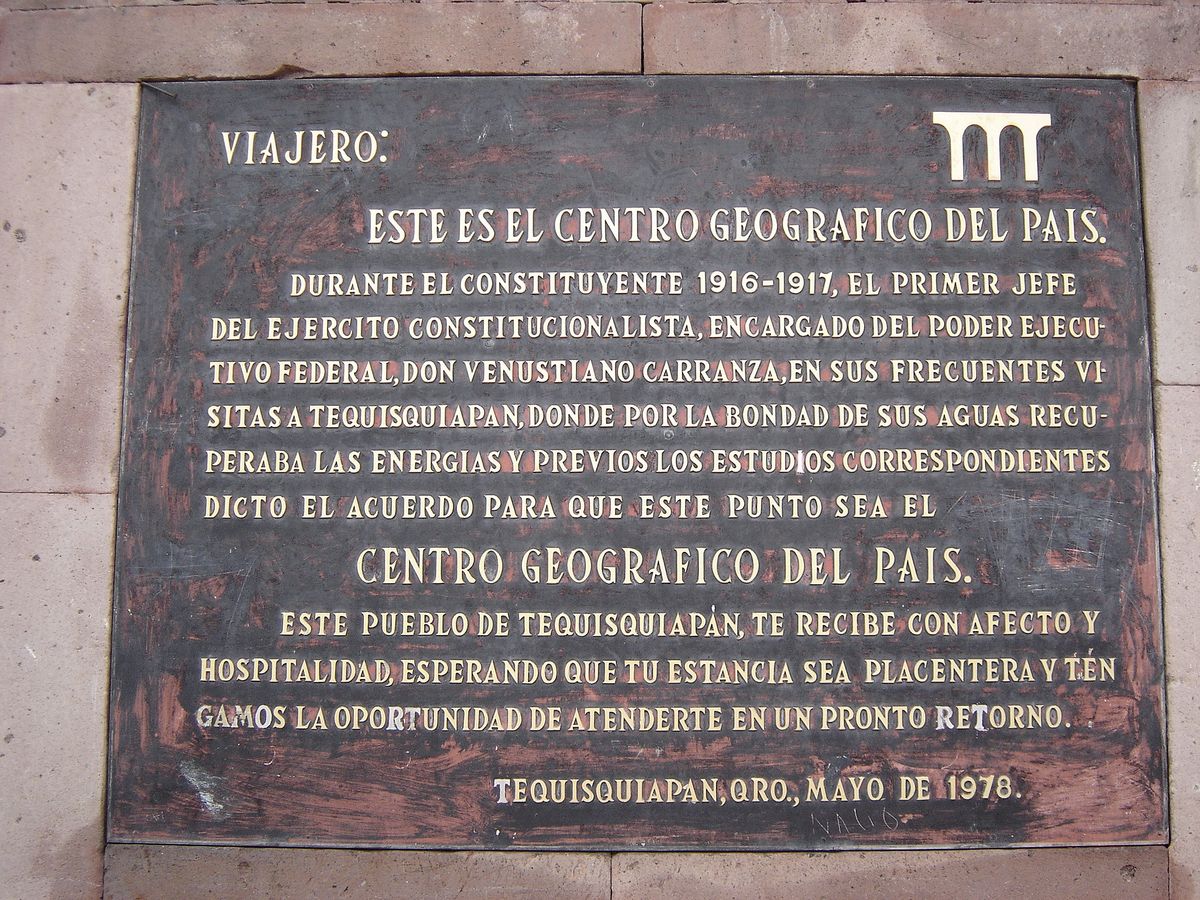 VIAJERO:
ESTE ES EL CENTRO GEOGRAFICO DEL PAIS.
DURANTE EL CONSTITUYENTE 1916-1917, EL PRIMER JEFE
DEL EJERCITO CONSTITUCIONALISTA, ENCARGADO DEL PODER EJECU-
TIVO FEDERAL, DON VENUSTIANO CARRANZA, EN SUS FRECUENTES VI-
SITAS A TEQUISQUIAPAN, DONDE POR LA BONDAD DE SUS AGUAS RECU-
PERABA LAS ENERGIAS Y PREVIOS LOS ESTUDIOS CORRESPONDIENTES
DICTO EL ACUERDO PARA QUE ESTE PUNTO SEA EL
CENTRO GEOGRAFICO DEL PAIS.
ESTE PUEBLO DE TEQUISQUIAPÁN, TE RECIBE CON AFECTO Y
HOSPITALIDAD, ESPERANDO QUE TU ESTANCIA SEA PLACENTERA Y TEN
GAMOS LA OPORTUNIDAD DE ATENDERTE EN UN PRONTO RETORNO.
TEQUISQUIAPAN, QRO., MAYO DE 1978.